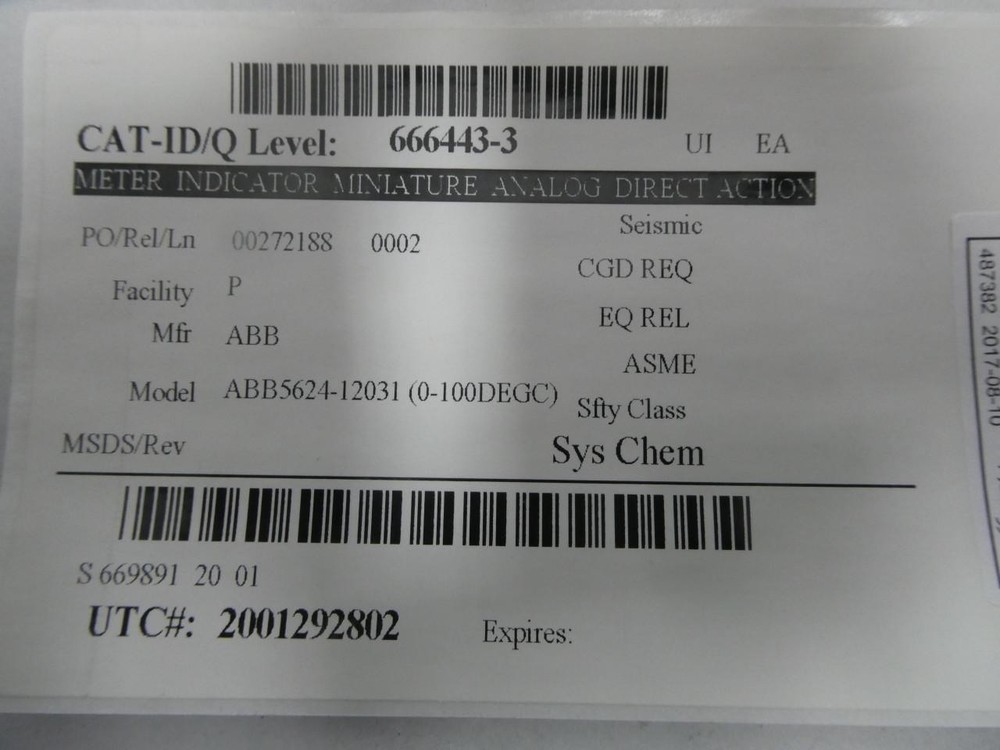 CAT-ID/Q Level: 666443-3 UI EA
METER INDICATOR MINIATURE ANALOG DIRECT ACTION
PO/Rel/Ln 00272188 0002 Seismic
CGD REQ
Facility P
EQ REL
Mfr ABB
ASME
Model ABB5624-12031 (0-100DEGC)
Sfty Class
MSDS/Rev Sys Chem
S 669891 20 01
UTC#: 2001292802 Expires:
487382 2017-08-10